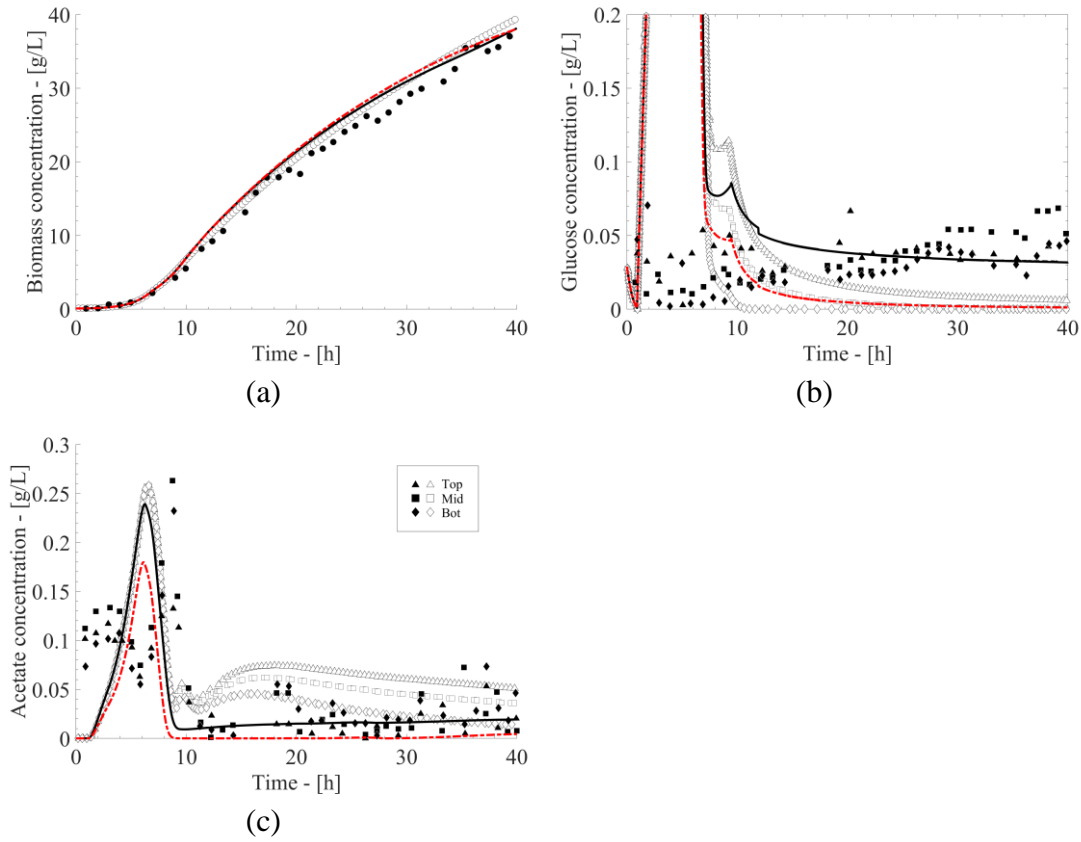 40
30
20
10
0
0
10
20
30
40
Biomass concentration - [g/L]
Time - [h]
(a)
0.2
0.15
0.1
0.05
0
0
10
20
30
40
Glucose concentration - [g/L]
Time - [h]
(b)
0.3
0.25
0.2
0.15
0.1
0.05
0
0
10
20
30
40
Acetate concentration - [g/L]
Time - [h]
Top
Mid
Bot
(c)